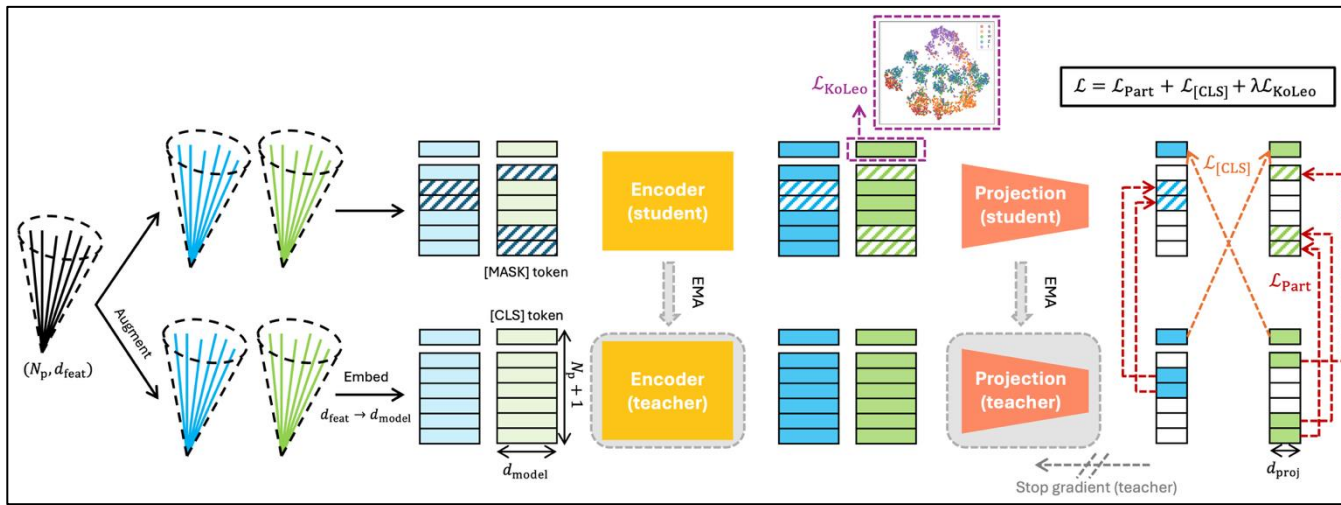 ℒ_KoLeo
ℒ = ℒ_Part + ℒ_[CLS] + λℒ_KoLeo
ℒ_[CLS]
Encoder
(student)
Projection
(student)
[MASK] token
EMA
EMA
ℒ_Part
(N_p, d_feat)
Augment
[CLS] token
N_p + 1
Embed
d_feat → d_model
Encoder
(teacher)
Projection
(teacher)
d_model
d_proj
Stop gradient (teacher)